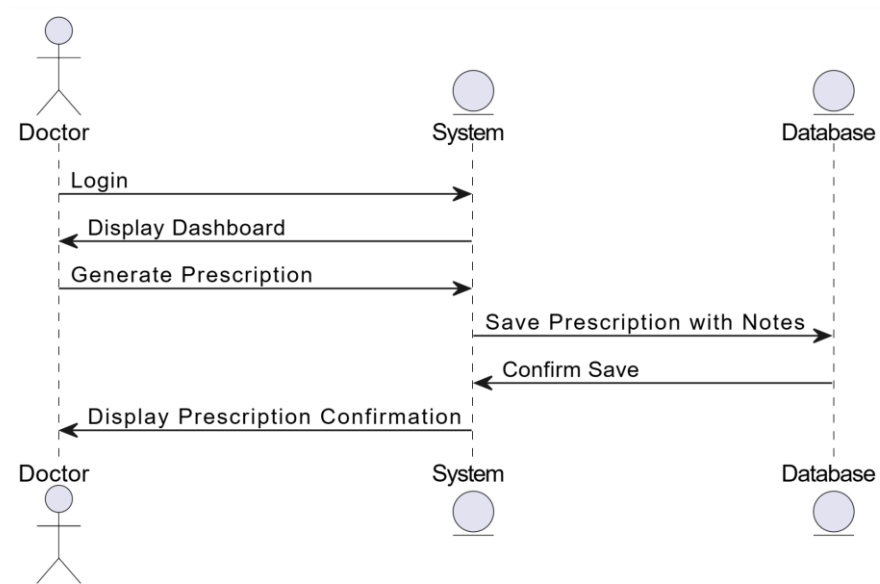 Doctor System Database
Login
Display Dashboard
Generate Prescription
Save Prescription with Notes
Confirm Save
Display Prescription Confirmation
Doctor System Database